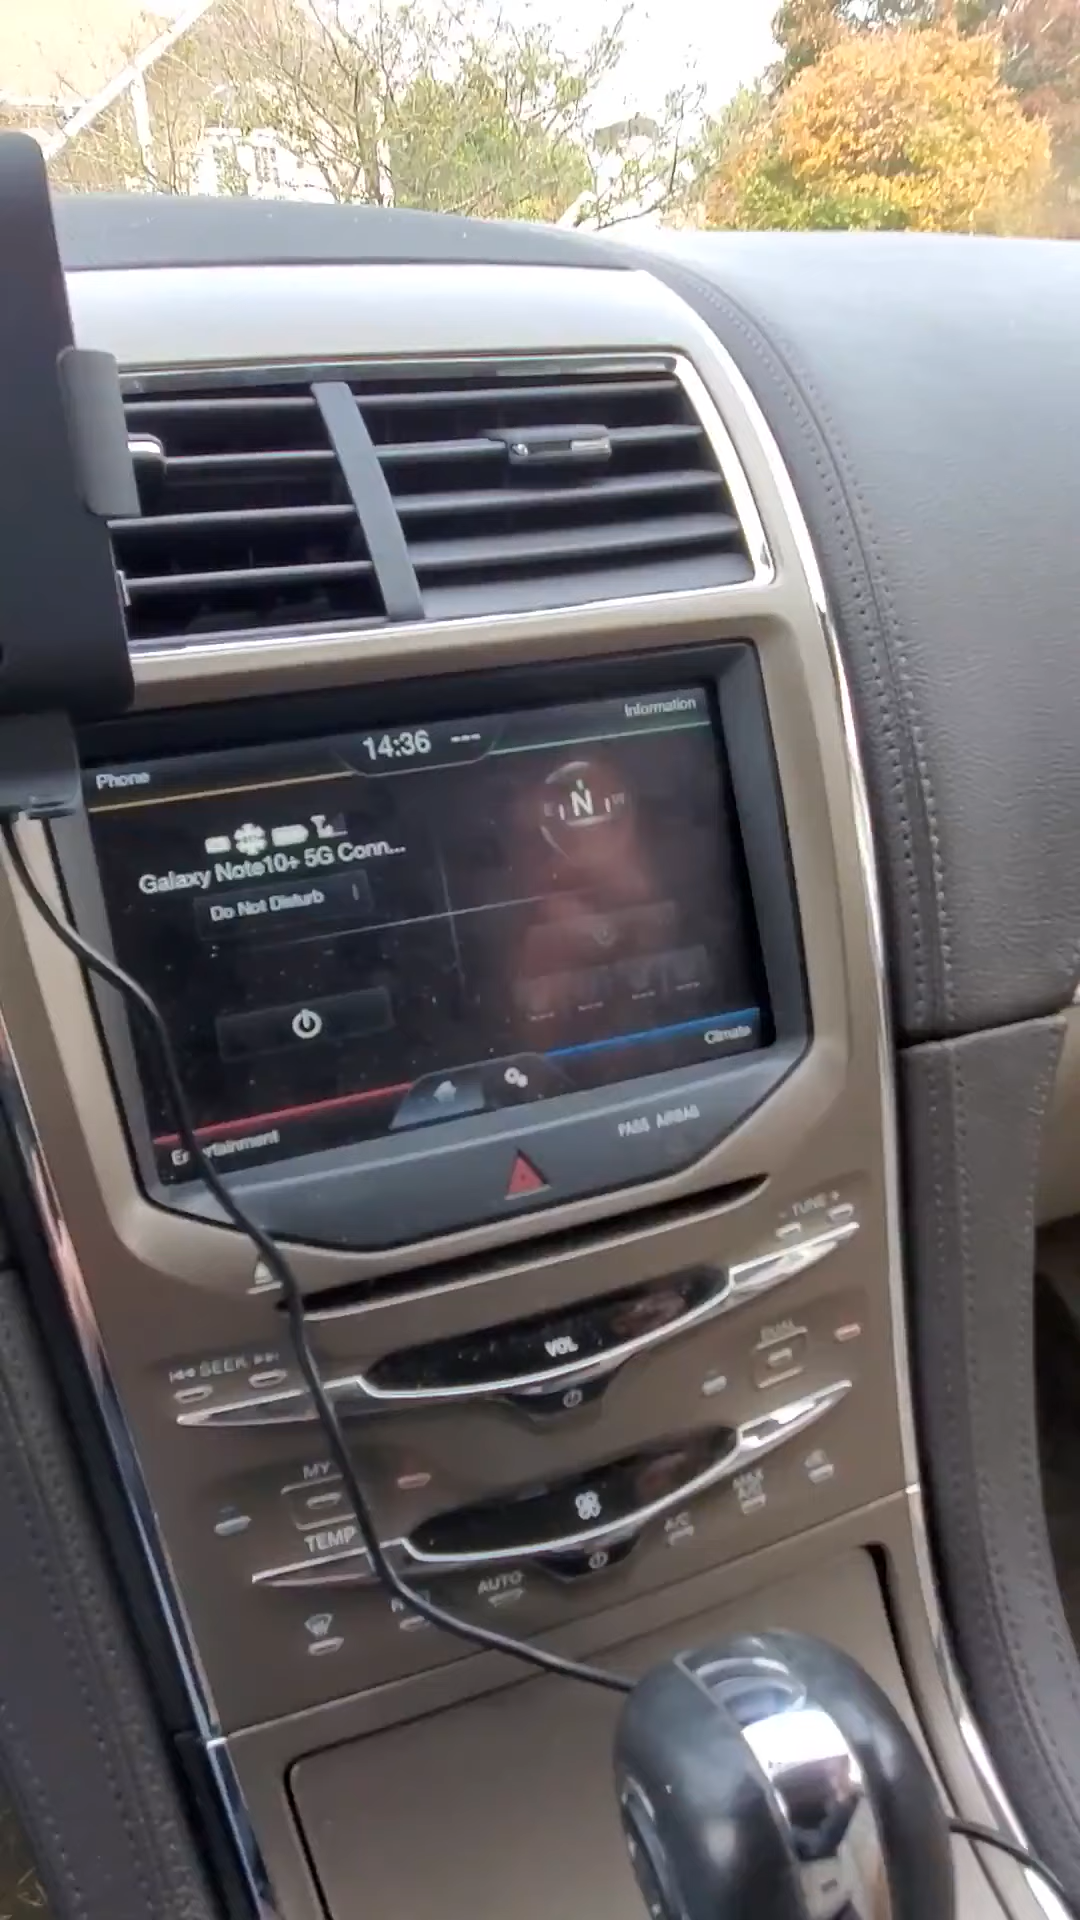 Information
14:36 ---
Phone
E N W
Galaxy Note10+ 5G Conn...
Do Not Disturb
Climate
PASS AIRBAG
- TUNE +
VOL
SEEK
DUAL
MY
TEMP
MAX
A/C
A/C
AUTO